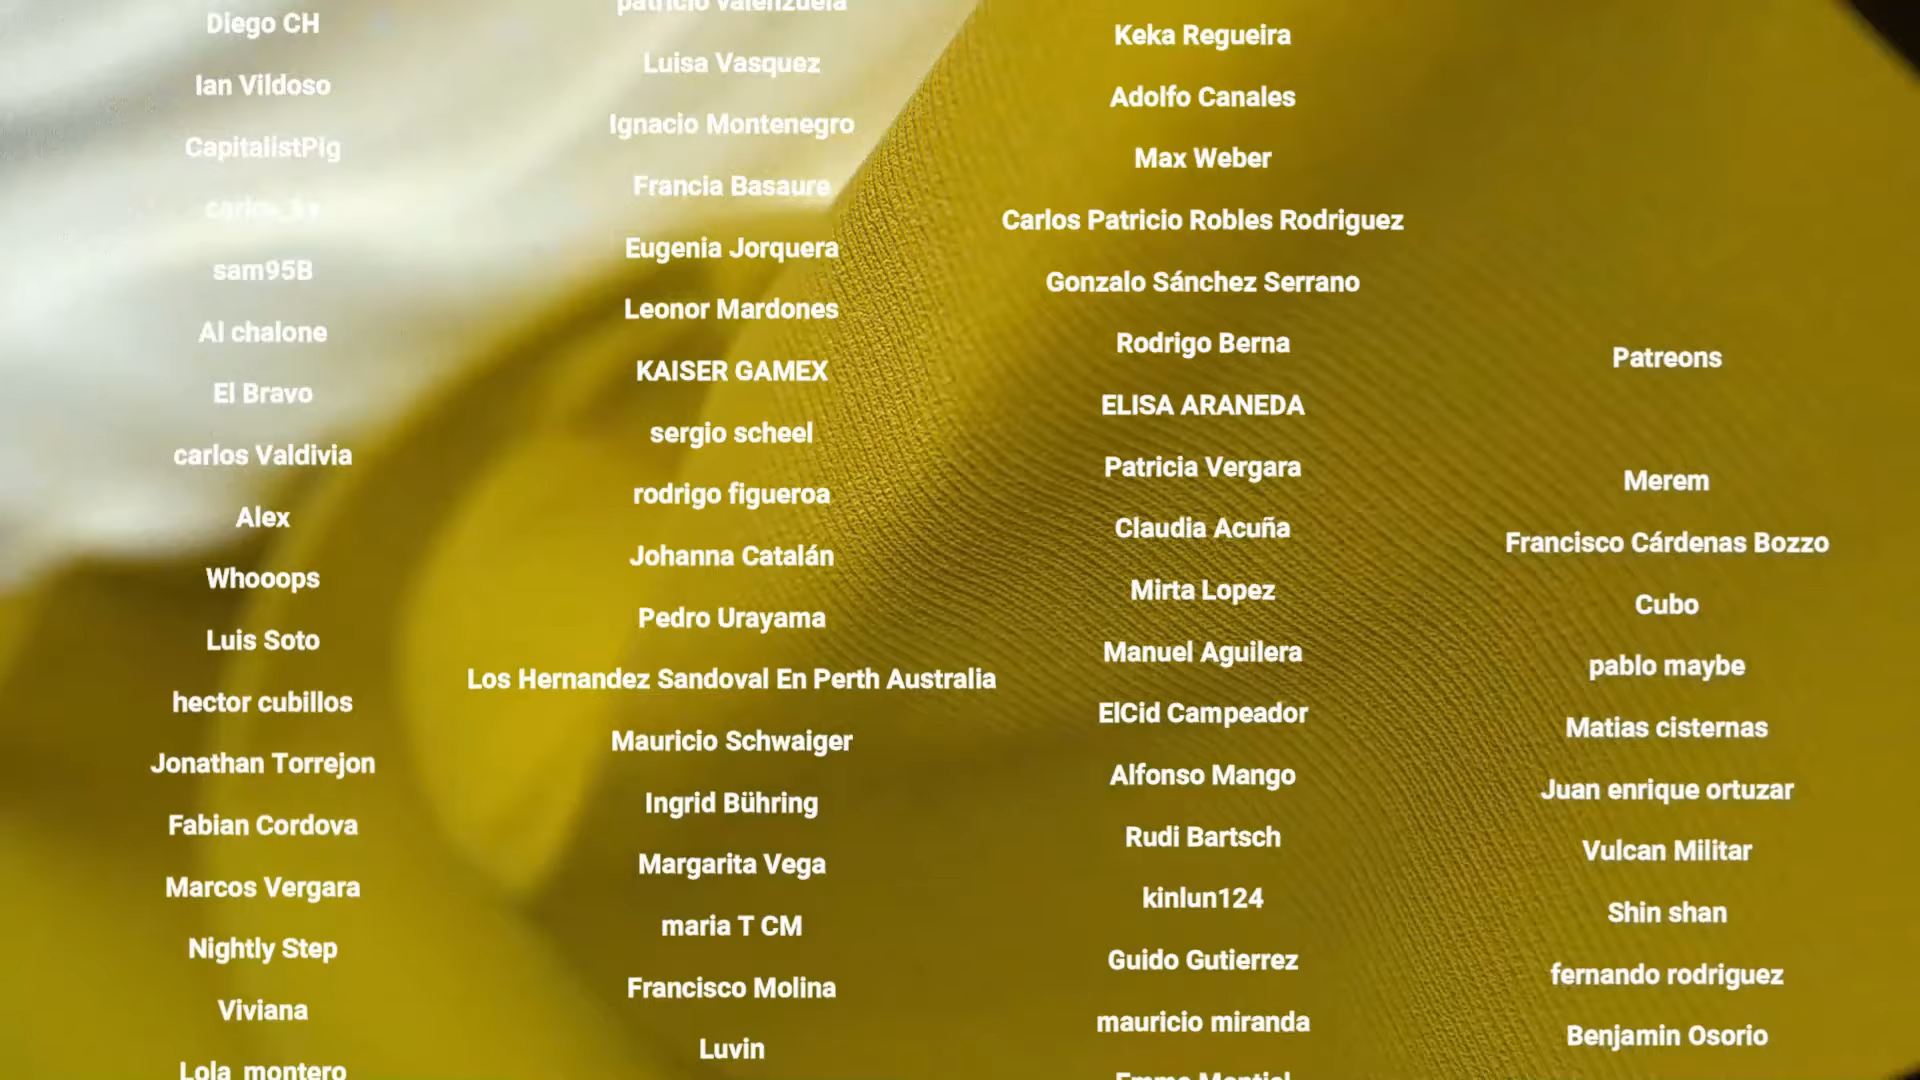 Diego CH
Ian Vildoso
CapitalistPig
sam95B
Al chalone
El Bravo
carlos Valdivia
Alex
Whooops
Luis Soto
hector cubillos
Jonathan Torrejon
Fabian Cordova
Marcos Vergara
Nightly Step
Viviana
Lola montero
patricio valenzuela
Luisa Vasquez
Ignacio Montenegro
Francia Basaure
Eugenia Jorquera
Leonor Mardones
KAISER GAMEX
sergio scheel
rodrigo figueroa
Johanna Catalán
Pedro Urayama
Los Hernandez Sandoval En Perth Australia
Mauricio Schwaiger
Ingrid Bühring
Margarita Vega
maria T CM
Francisco Molina
Luvin
Keka Regueira
Adolfo Canales
Max Weber
Carlos Patricio Robles Rodriguez
Gonzalo Sánchez Serrano
Rodrigo Berna
ELISA ARANEDA
Patricia Vergara
Claudia Acuña
Mirta Lopez
Manuel Aguilera
ElCid Campeador
Alfonso Mango
Rudi Bartsch
kinlun124
Guido Gutierrez
mauricio miranda
Patreons
Merem
Francisco Cárdenas Bozzo
Cubo
pablo maybe
Matias cisternas
Juan enrique ortuzar
Vulcan Militar
Shin shan
fernando rodriguez
Benjamin Osorio